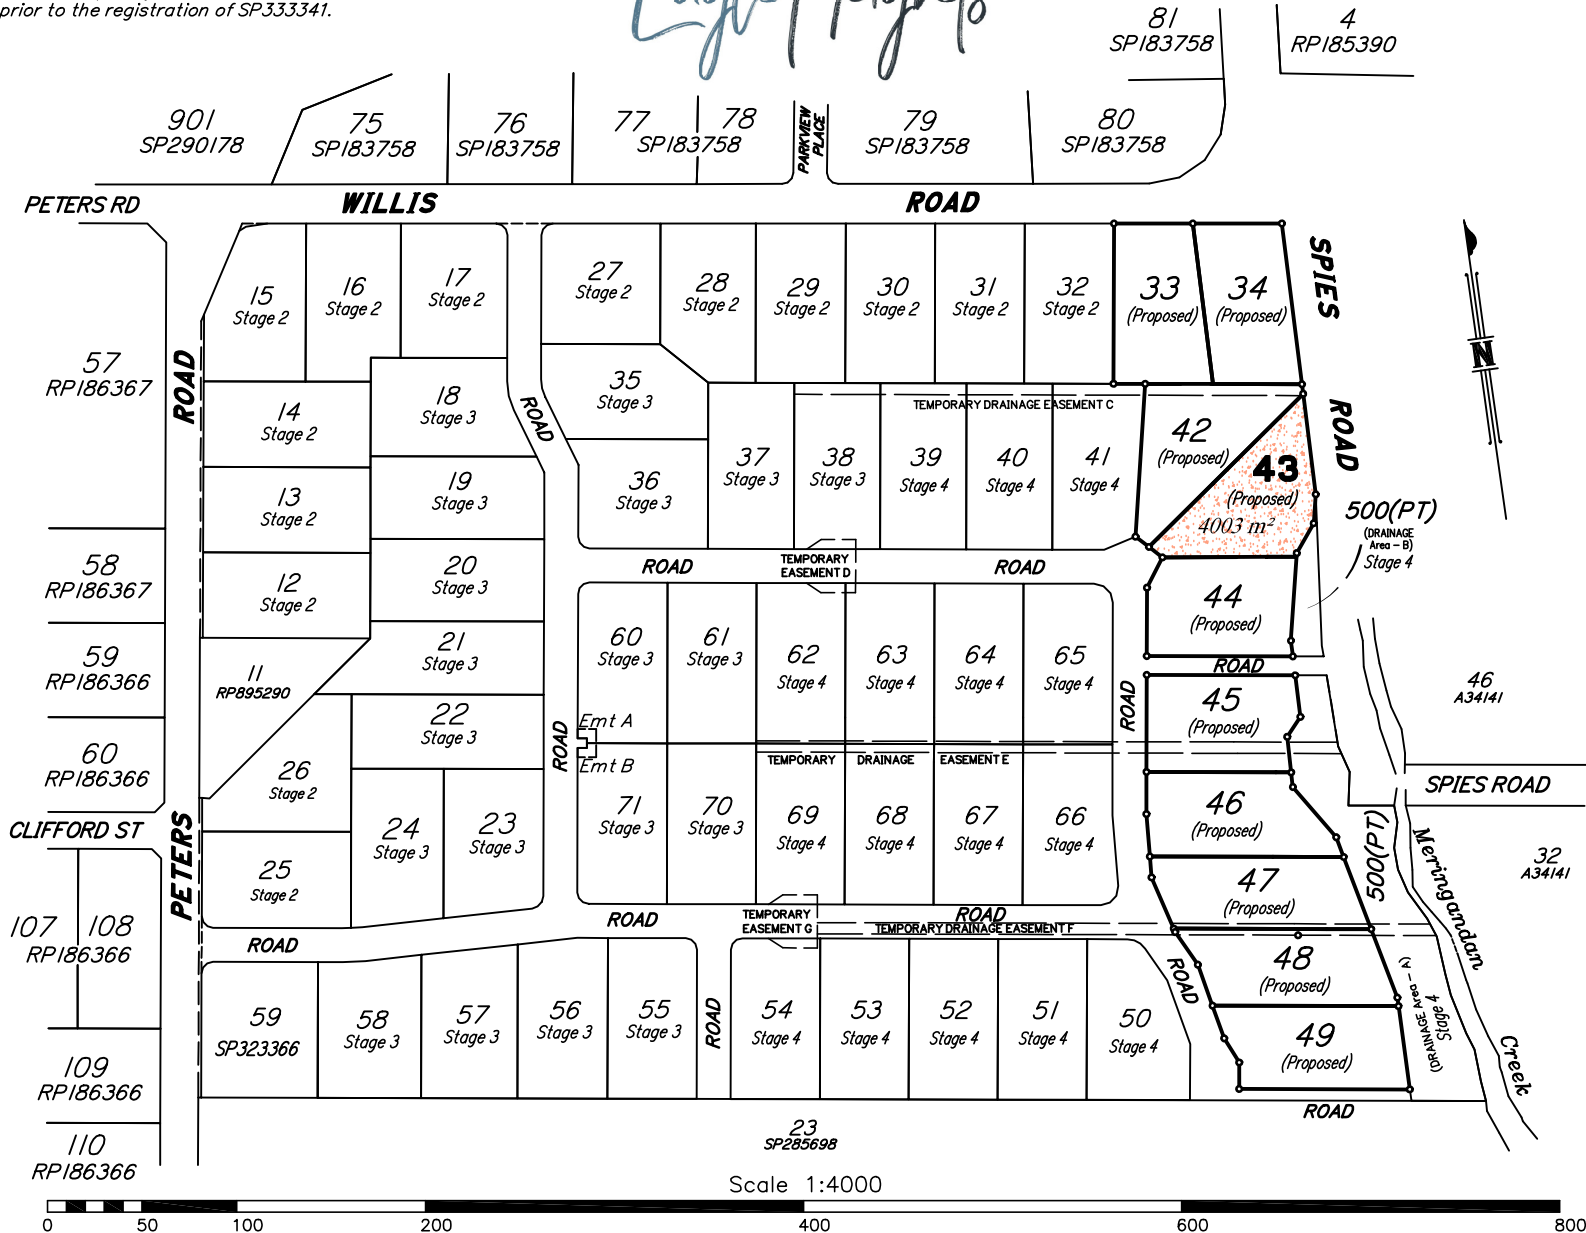 prior to the registration of SP333341.
81
SP183758
4
RP185390
901
SP290178
75
SP183758
76
SP183758
77
78
SP183758
PARKVIEW
PLACE
79
SP183758
80
SP183758
PETERS RD
WILLIS
ROAD
SPIES
ROAD
15
Stage 2
16
Stage 2
17
Stage 2
27
Stage 2
28
Stage 2
29
Stage 2
30
Stage 2
31
Stage 2
32
Stage 2
33
(Proposed)
34
(Proposed)
N
57
RP186367
ROAD
14
Stage 2
18
Stage 3
ROAD
35
Stage 3
TEMPORARY DRAINAGE EASEMENT C
42
(Proposed)
43
(Proposed)
4003 m²
13
Stage 2
19
Stage 3
36
Stage 3
37
Stage 3
38
Stage 3
39
Stage 4
40
Stage 4
41
Stage 4
500(PT)
(DRAINAGE
Area - B)
Stage 4
58
RP186367
12
Stage 2
20
Stage 3
ROAD
TEMPORARY
EASEMENT D
ROAD
44
(Proposed)
59
RP186366
11
RP895290
21
Stage 3
60
Stage 3
61
Stage 3
62
Stage 4
63
Stage 4
64
Stage 4
65
Stage 4
ROAD
ROAD
46
A34141
22
Stage 3
ROAD
Emt A
Emt B
45
(Proposed)
60
RP186366
26
Stage 2
TEMPORARY DRAINAGE EASEMENT E
SPIES ROAD
CLIFFORD ST
PETERS
24
Stage 3
23
Stage 3
71
Stage 3
70
Stage 3
69
Stage 4
68
Stage 4
67
Stage 4
66
Stage 4
46
(Proposed)
500(PT)
Meringandan
Creek
32
A34141
25
Stage 2
47
(Proposed)
107
108
RP186366
ROAD
ROAD
TEMPORARY
EASEMENT G
ROAD
TEMPORARY DRAINAGE EASEMENT F
48
(Proposed)
ROAD
(DRAINAGE Area - A)
Stage 4
59
SP323366
58
Stage 3
57
Stage 3
56
Stage 3
55
Stage 3
ROAD
54
Stage 4
53
Stage 4
52
Stage 4
51
Stage 4
50
Stage 4
49
(Proposed)
109
RP186366
ROAD
110
RP186366
23
SP285698
Scale 1:4000
0 50 100 200 400 600 800